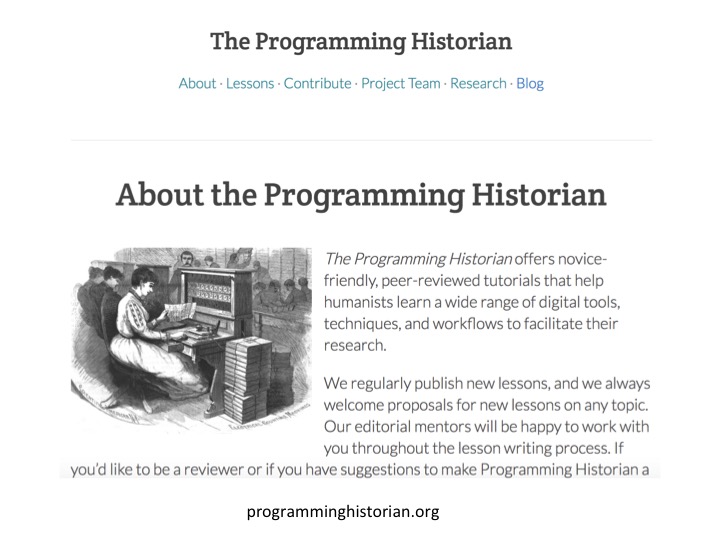 The Programming Historian
About · Lessons · Contribute · Project Team · Research · Blog
About the Programming Historian
The Programming Historian offers novice-
friendly, peer-reviewed tutorials that help
humanists learn a wide range of digital tools,
techniques, and workflows to facilitate their
research.
We regularly publish new lessons, and we always
welcome proposals for new lessons on any topic.
Our editorial mentors will be happy to work with
you throughout the lesson writing process. If
you'd like to be a reviewer or if you have suggestions to make Programming Historian a
programminghistorian.org